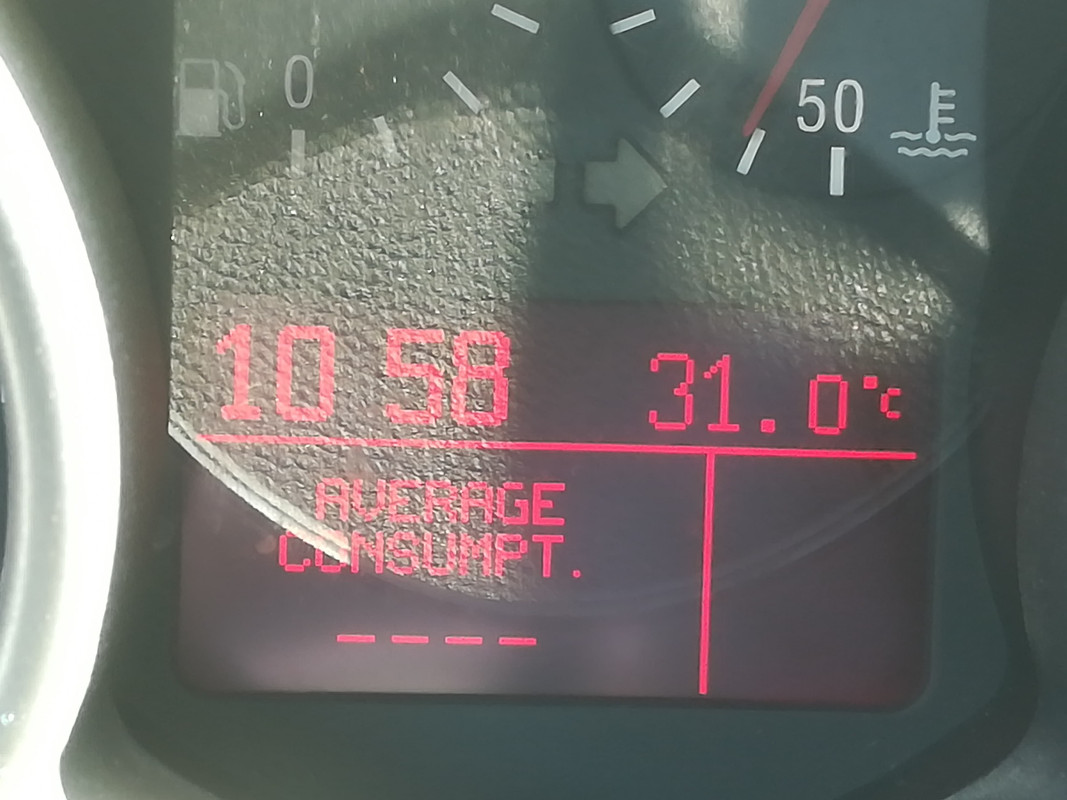 0
50
10 58 31.0°c
AVERAGE
CONSUMPT.
----